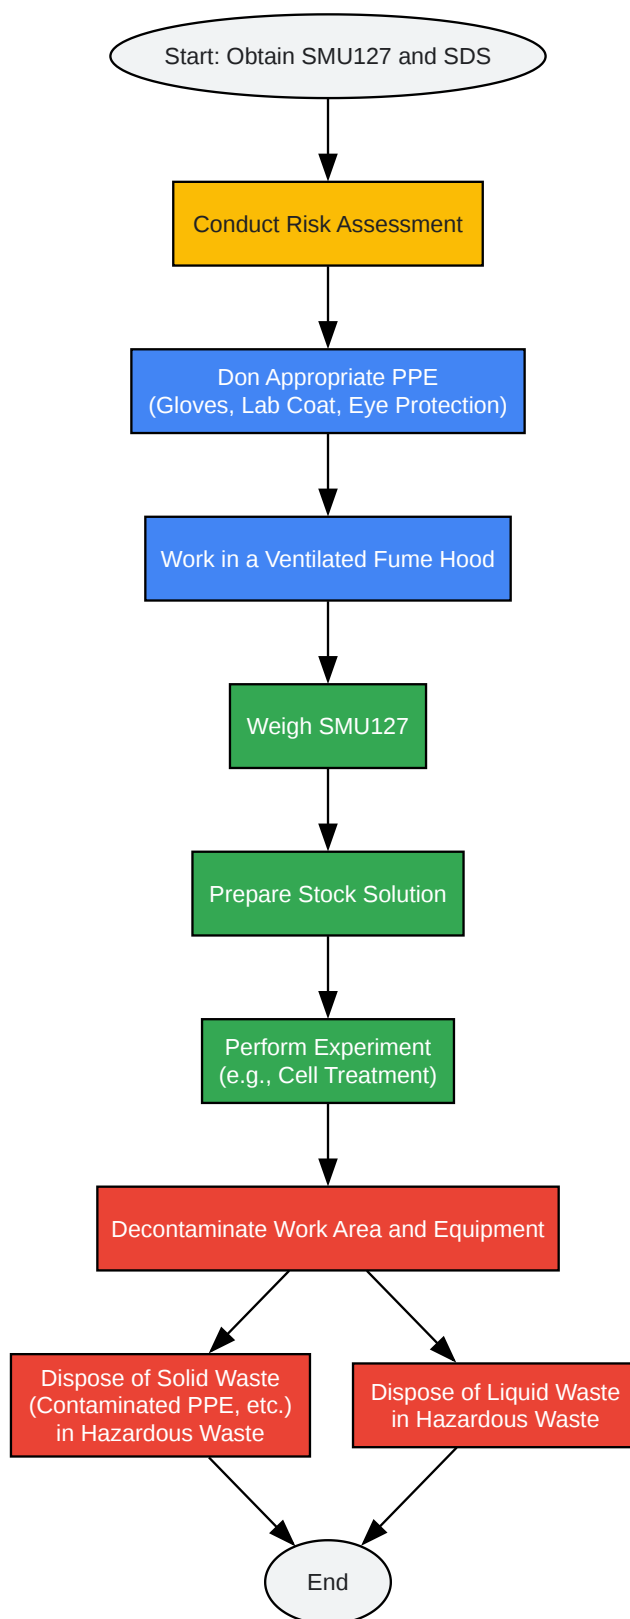 Start: Obtain SMU127 and SDS
Conduct Risk Assessment
Don Appropriate PPE
(Gloves, Lab Coat, Eye Protection)
Work in a Ventilated Fume Hood
Weigh SMU127
Prepare Stock Solution
Perform Experiment
(e.g., Cell Treatment)
Decontaminate Work Area and Equipment
Dispose of Solid Waste
(Contaminated PPE, etc.)
in Hazardous Waste
Dispose of Liquid Waste
in Hazardous Waste
End